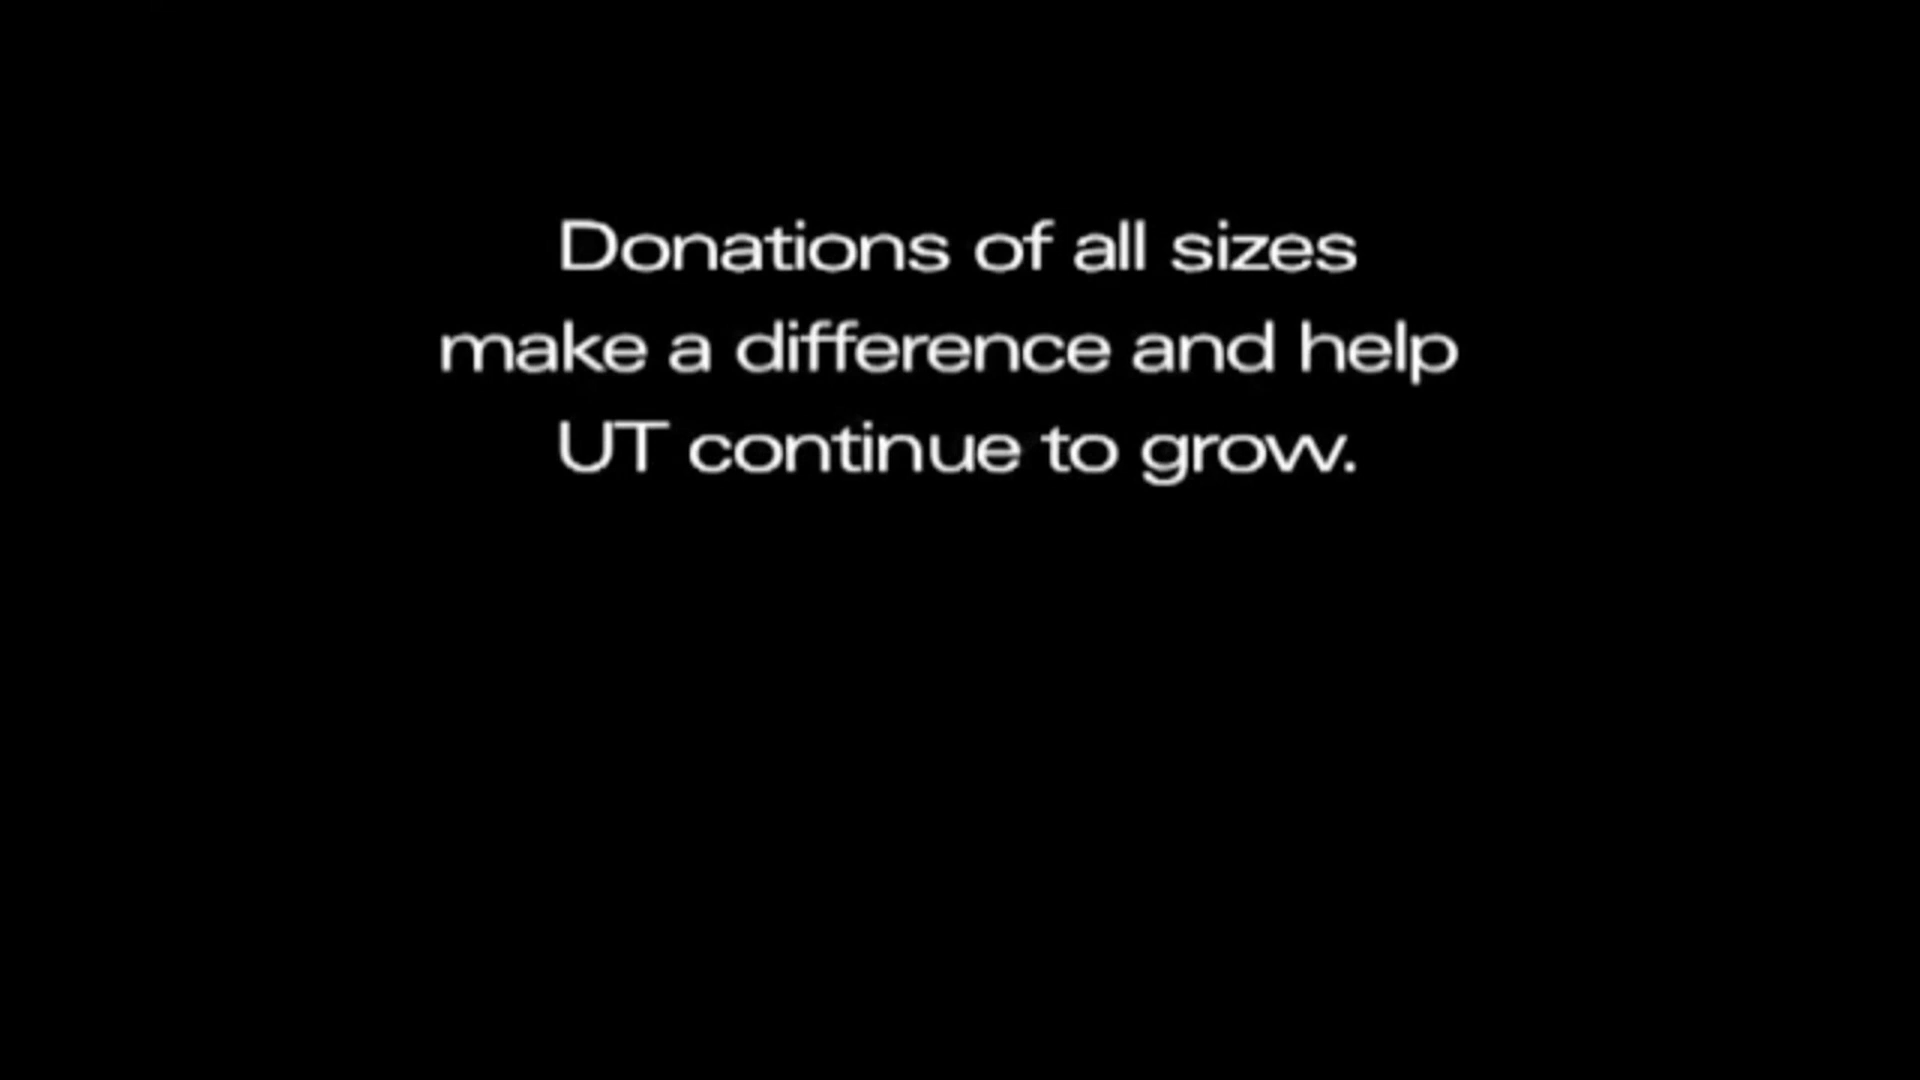 Donations of all sizes
make a difference and help
UT continue to grow.